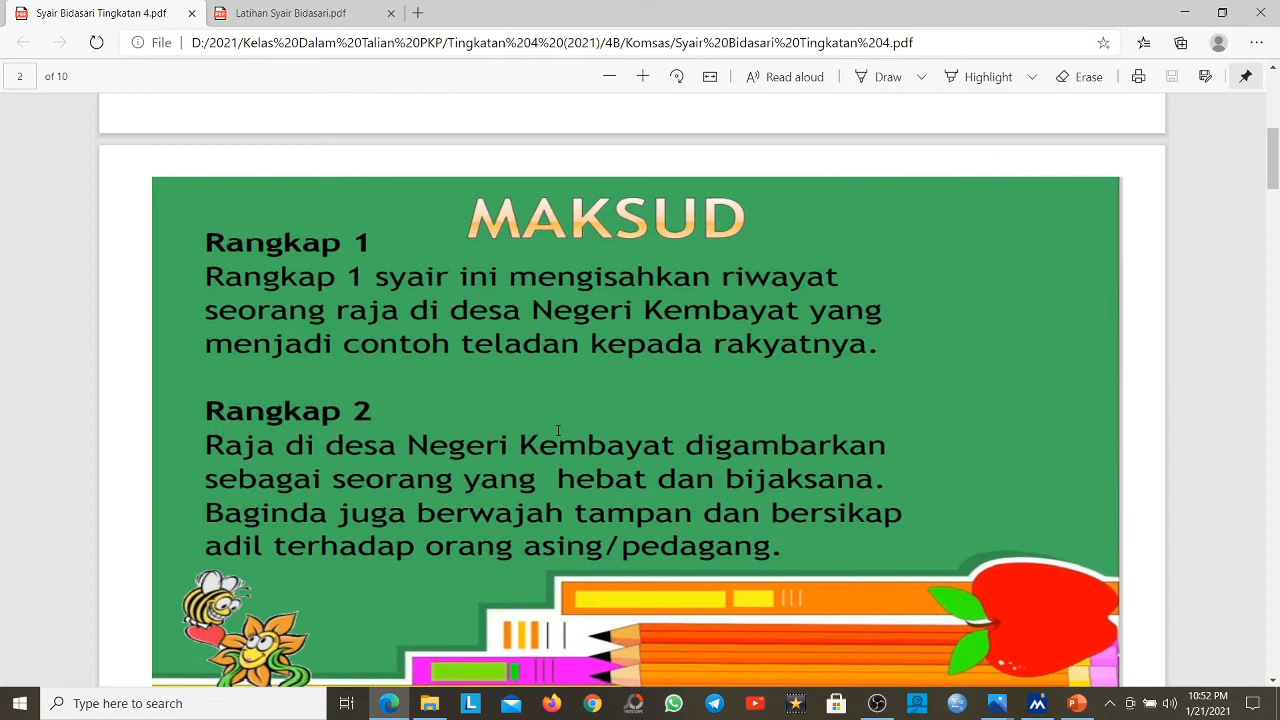 Syair Bidasari Tingkatan 4.pdf
Latihan Syair Bidasari.pdf
File
D:/2021/Kelas%20Dalam%20Talian%20PKP/Tingkatan%204%20(2021)/4B/Komsas/Syair%20Bidasari%20Tingkatan%204.pdf
2 of 10
Read aloud
Draw
Highlight
Erase
MAKSUD
Rangkap 1
Rangkap 1 syair ini mengisahkan riwayat
seorang raja di desa Negeri Kembayat yang
menjadi contoh teladan kepada rakyatnya.
Rangkap 2
Raja di desa Negeri Kembayat digambarkan
sebagai seorang yang hebat dan bijaksana.
Baginda juga berwajah tampan dan bersikap
adil terhadap orang asing/pedagang.
Type here to search
10:52 PM
1/21/2021